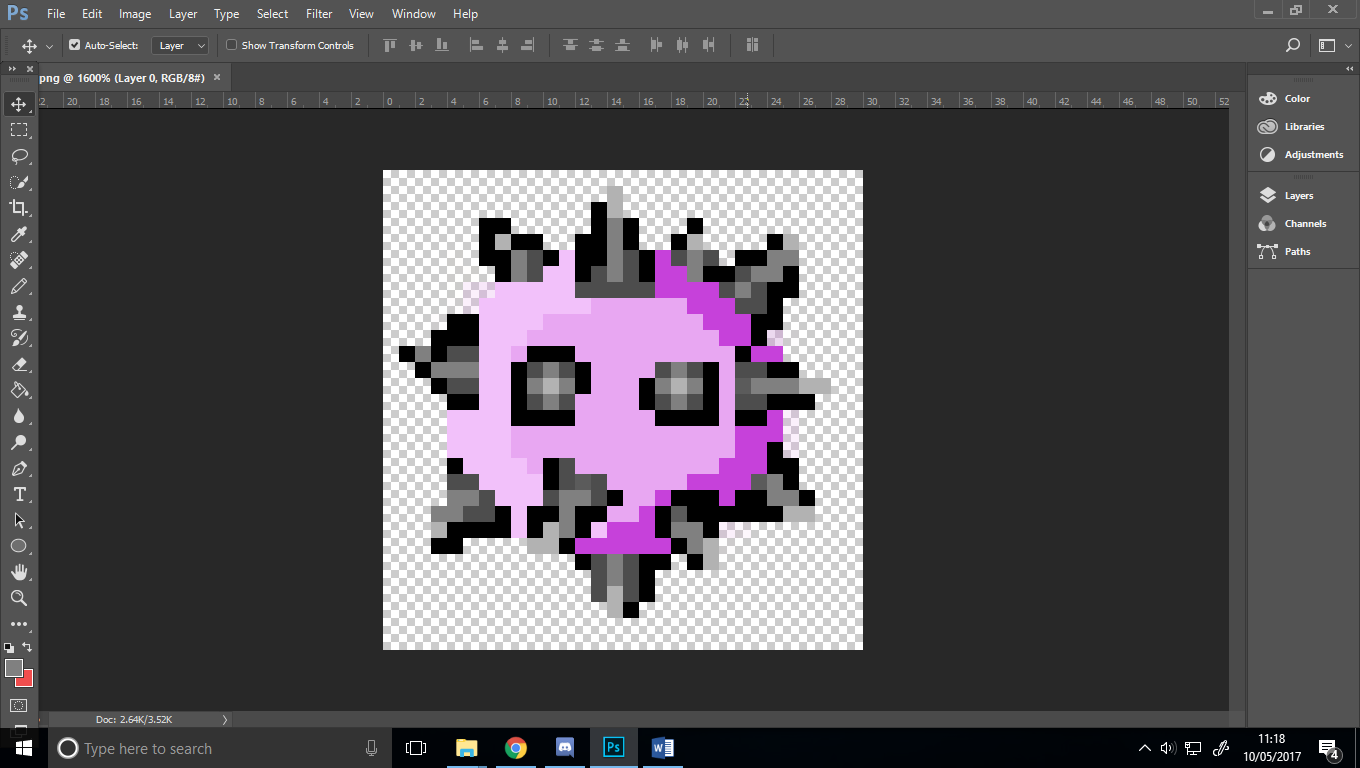 Ps File Edit Image Layer Type Select Filter View Window Help
Auto-Select: Layer Show Transform Controls
png @ 1600% (Layer 0, RGB/8#) ×
22 20 18 16 14 12 10 8 6 4 2 0 2 4 6 8 10 12 14 16 18 20 22 24 26 28 30 32 34 36 38 40 42 44 46 48 50 52
Color
Libraries
Adjustments
Layers
Channels
Paths
T
Doc: 2.64K/3.52K
Type here to search
Ps
W
11:18
10/05/2017
4